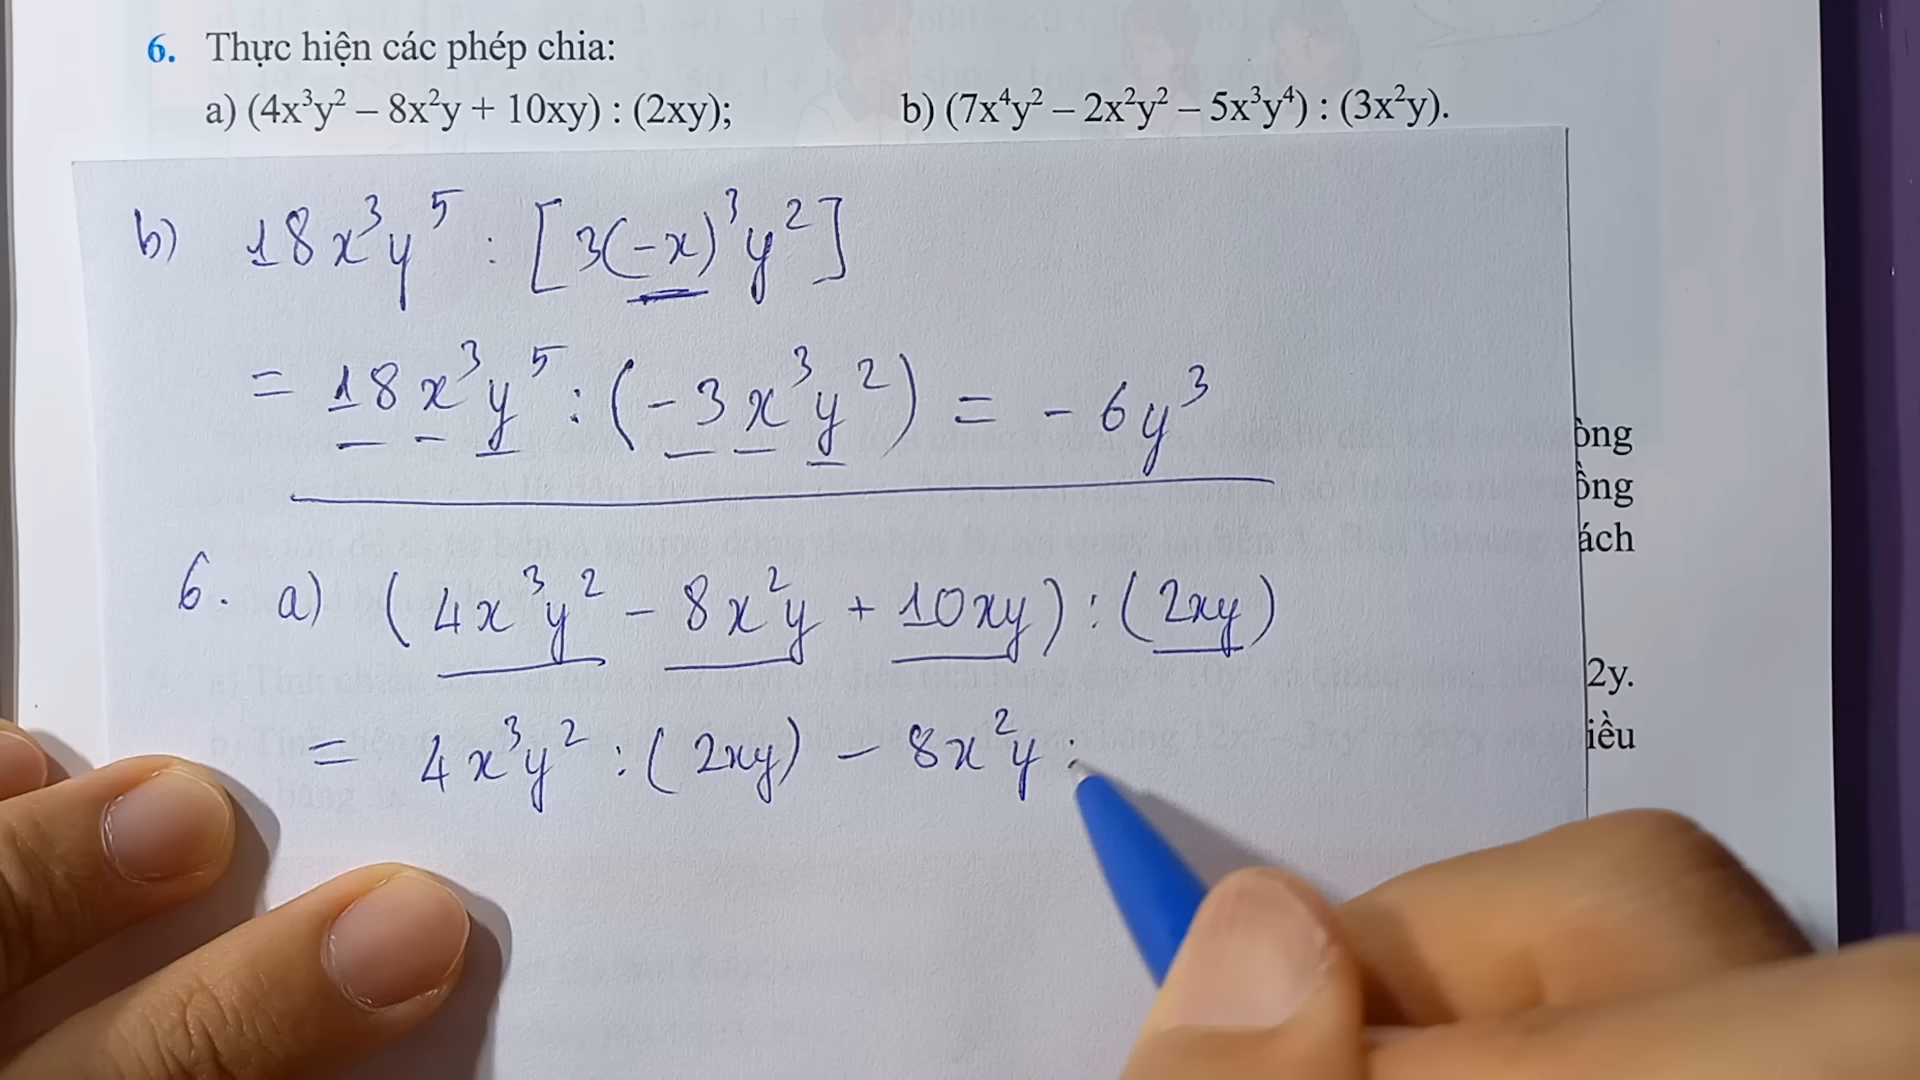 6. Thực hiện các phép chia:
a) (4x³y² – 8x²y + 10xy) : (2xy); b) (7x⁴y² – 2x²y² – 5x³y⁴) : (3x²y).
b) 18x³y⁵ : [3(-x)³y²]
= 18x³y⁵ : (-3x³y²) = -6y³
òng
ồng
ách
6. a) (4x³y² - 8x²y + 10xy) : (2xy)
2y.
= 4x³y² : (2xy) - 8x²y :
iều